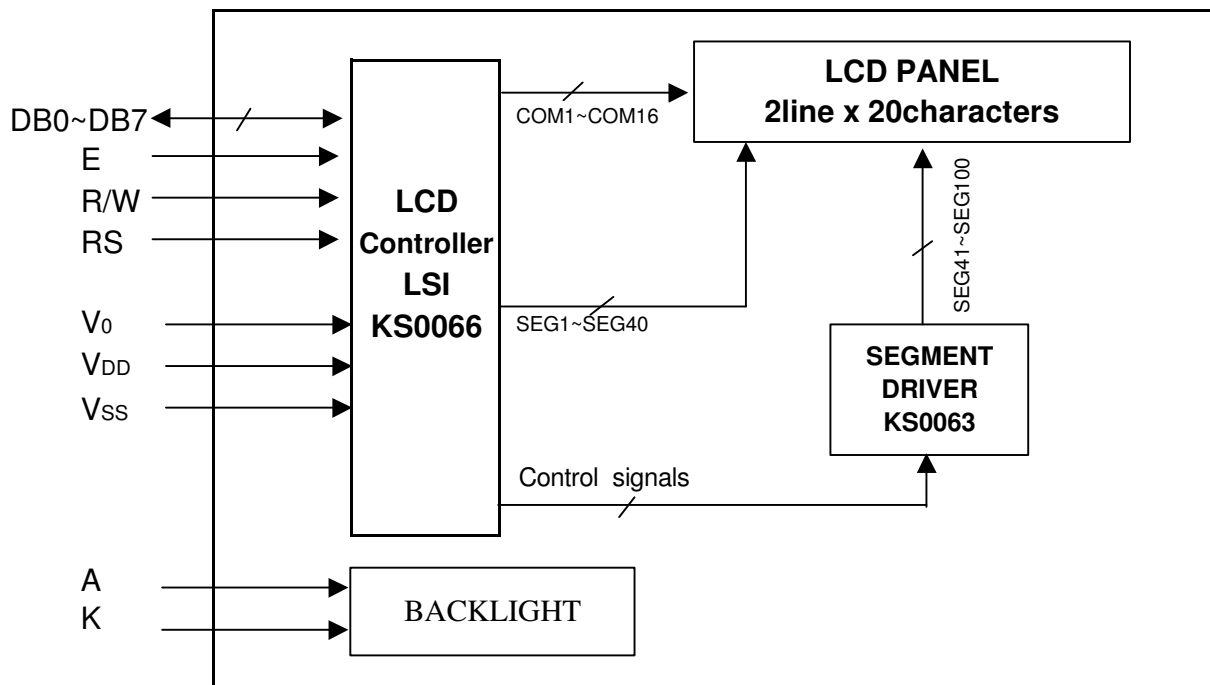 LCD PANEL
2line x 20characters
DB0~DB7
COM1~COM16
E
R/W
RS
LCD
Controller
LSI
KS0066
SEG41~SEG100
V0
VDD
VSS
SEG1~SEG40
SEGMENT
DRIVER
KS0063
Control signals
A
K
BACKLIGHT